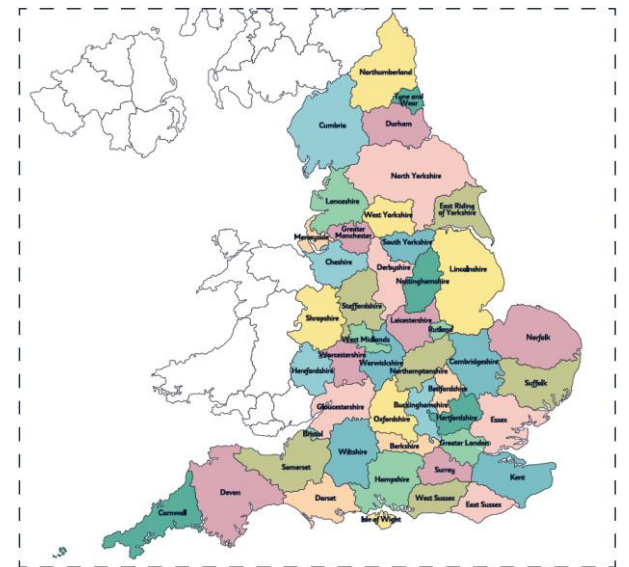 Northumberland
Tyne and
Wear
Cumbria
Durham
North Yorkshire
Lancashire
East Riding
of Yorkshire
West Yorkshire
Greater
Manchester
Merseyside
South Yorkshire
Cheshire
Derbyshire
Lincolnshire
Nottinghamshire
Staffordshire
Shropshire
Leicestershire
Rutland
Norfolk
West Midlands
Worcestershire
Warwickshire
Cambridgeshire
Herefordshire
Northamptonshire
Suffolk
Bedfordshire
Buckinghamshire
Gloucestershire
Oxfordshire
Hertfordshire
Essex
Bristol
Berkshire
Greater London
Wiltshire
Somerset
Surrey
Kent
Hampshire
Devon
Dorset
West Sussex
East Sussex
Cornwall
Isle of Wight